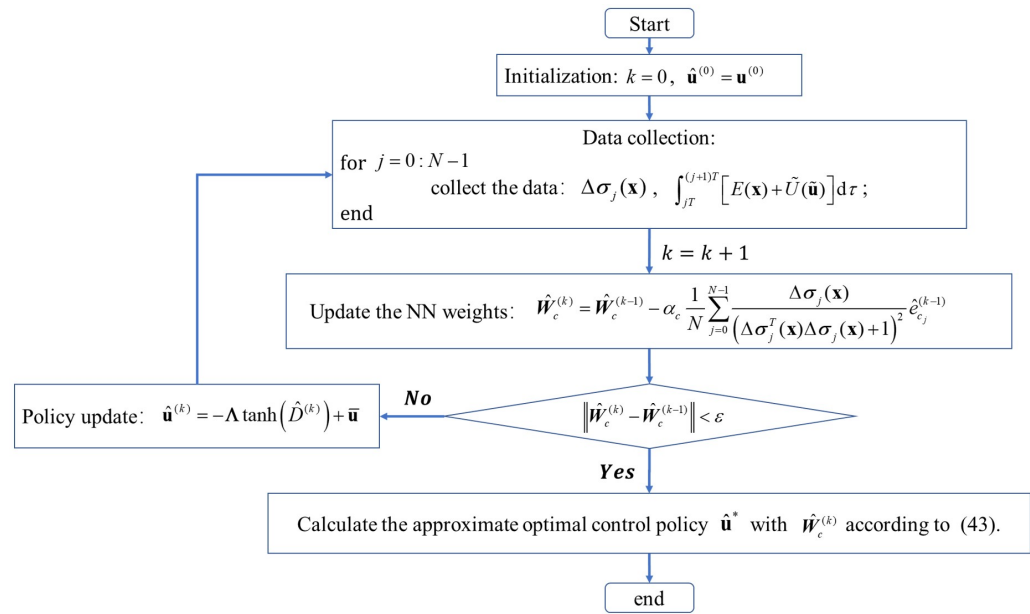 Start
Initialization: k = 0, û^(0) = u^(0)
Data collection:
for j = 0 : N − 1
collect the data: Δσ_j(x), ∫_{jT}^{(j+1)T} [E(x) + Ũ(ũ)] dτ ;
end
k = k + 1
Update the NN weights: Ŵ_c^(k) = Ŵ_c^(k−1) − α_c (1/N) ∑_{j=0}^{N−1} Δσ_j(x) / (Δσ_j^T(x)Δσ_j(x) + 1)^2 ê_{c_j}^(k−1)
No
Policy update: û^(k) = −Λ tanh(D̂^(k)) + ū
‖Ŵ_c^(k) − Ŵ_c^(k−1)‖ < ε
Yes
Calculate the approximate optimal control policy û^* with Ŵ_c^(k) according to (43).
end